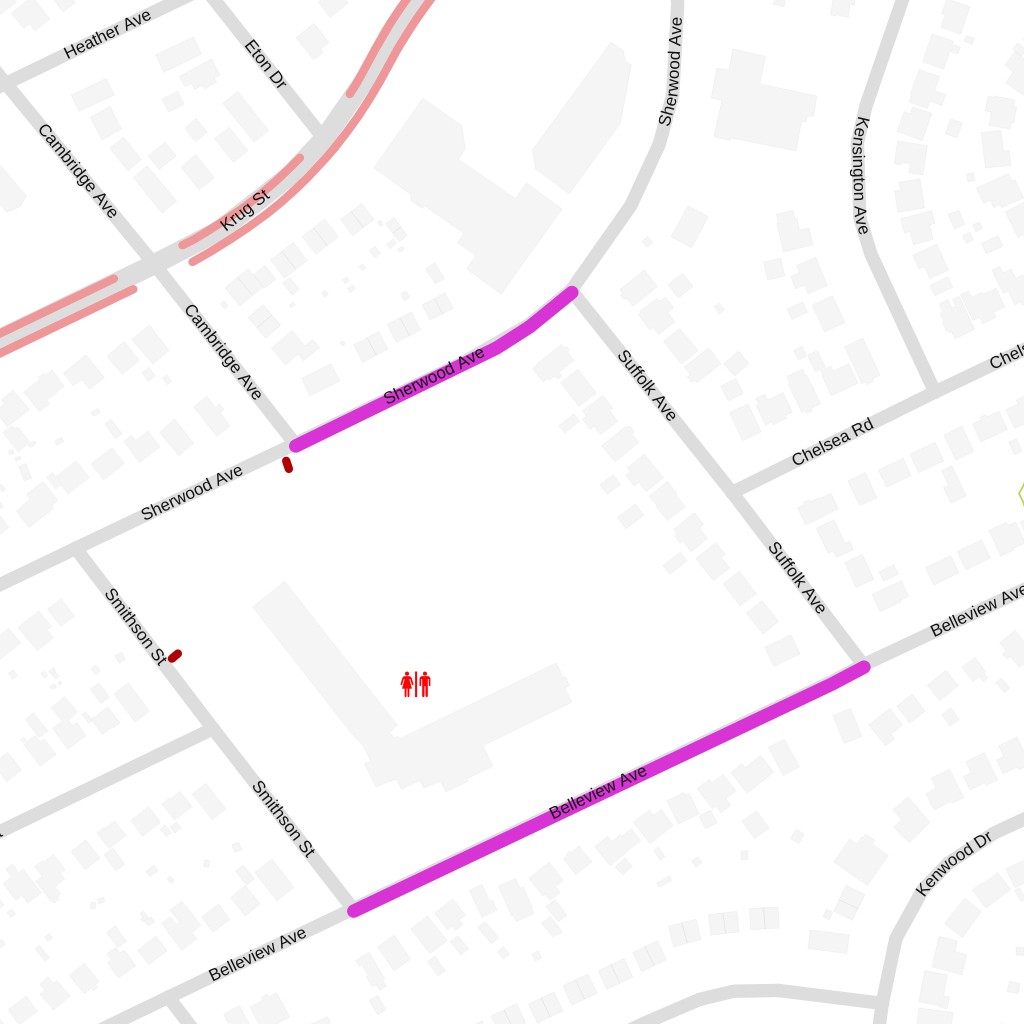 Heather Ave
Eton Dr
Sherwood Ave
Cambridge Ave
Kensington Ave
Krug St
Cambridge Ave
Sherwood Ave
Suffolk Ave
Chels
Chelsea Rd
Sherwood Ave
Smithson St
Suffolk Ave
Belleview Ave
Belleview Ave
Smithson St
Kenwood Dr
Belleview Ave